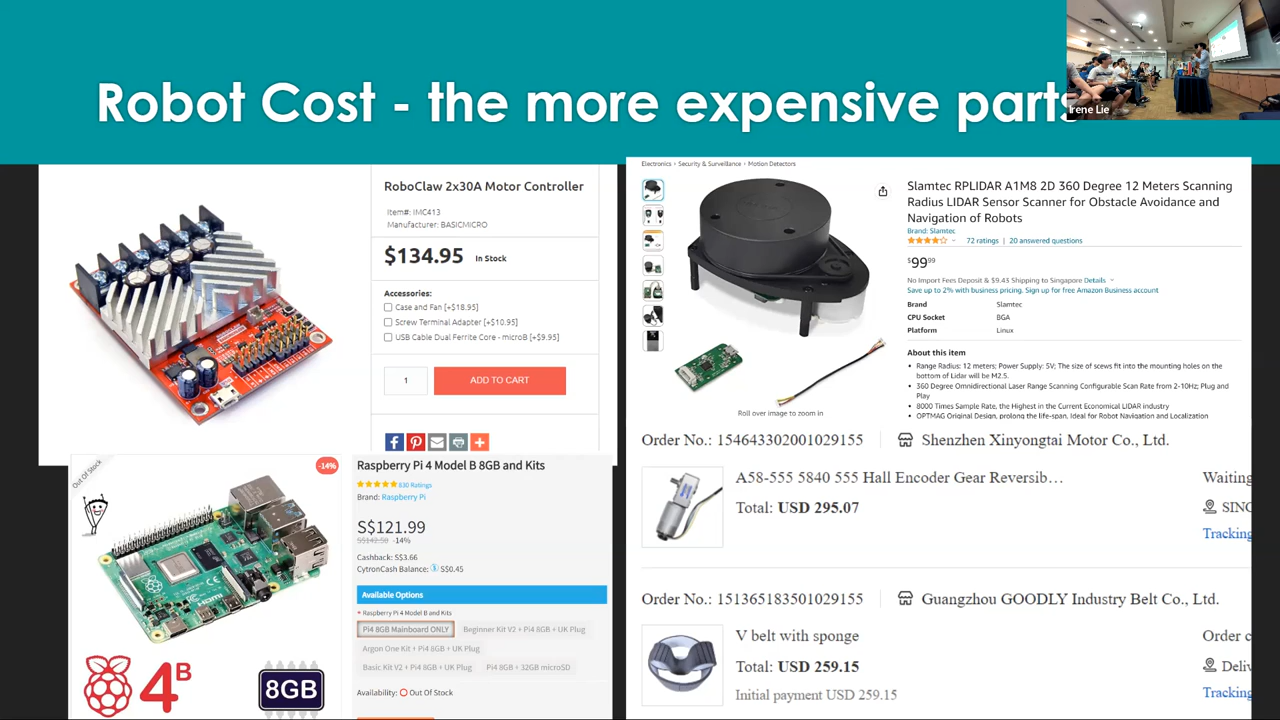 Robot Cost - the more expensive parts
Irene Lie
RoboClaw 2x30A Motor Controller
Item#: IMC413
Manufacturer: BASICMICRO
$134.95 In Stock
Accessories:
Case and Fan [+$18.95]
Screw Terminal Adapter [+$10.95]
USB Cable Dual Ferrite Core - microB [+$9.95]
1
ADD TO CART
Electronics › Security & Surveillance › Motion Detectors
Slamtec RPLIDAR A1M8 2D 360 Degree 12 Meters Scanning
Radius LIDAR Sensor Scanner for Obstacle Avoidance and
Navigation of Robots
Brand: Slamtec
72 ratings | 20 answered questions
$99.99
No Import Fees Deposit & $9.43 Shipping to Singapore Details
Save up to 2% with business pricing. Sign up for free Amazon Business account
Brand Slamtec
CPU Socket BGA
Platform Linux
About this item
• Range Radius: 12 meters; Power Supply: 5V; The size of scews fit into the mounting holes on the
bottom of Lidar will be M2.5.
• 360 Degree Omnidirectional Laser Range Scanning Configurable Scan Rate from 2-10Hz; Plug and
Play
• 8000 Times Sample Rate, the Highest in the Current Economical LIDAR industry
• OPTMAG Original Design, prolong the life-span. Ideal for Robot Navigation and Localization
Roll over image to zoom in
Out Of Stock
-14%
4B
8GB
Raspberry Pi 4 Model B 8GB and Kits
830 Ratings
Brand: Raspberry Pi
S$121.99
S$142.50 -14%
Cashback: S$3.66
CytronCash Balance: S$0.45
Available Options
* Raspberry Pi 4 Model B and Kits
Pi4 8GB Mainboard ONLY
Beginner Kit V2 + Pi4 8GB + UK Plug
Argon One Kit + Pi4 8GB + UK Plug
Basic Kit V2 + Pi4 8GB + UK Plug
Pi4 8GB + 32GB microSD
Availability: Out Of Stock
Order No.: 154643302001029155 Shenzhen Xinyongtai Motor Co., Ltd.
A58-555 5840 555 Hall Encoder Gear Reversib…
Waiting
Total: USD 295.07
SINC
Tracking
Order No.: 151365183501029155 Guangzhou GOODLY Industry Belt Co., Ltd.
V belt with sponge
Order c
Total: USD 259.15
Deliv
Initial payment USD 259.15
Tracking